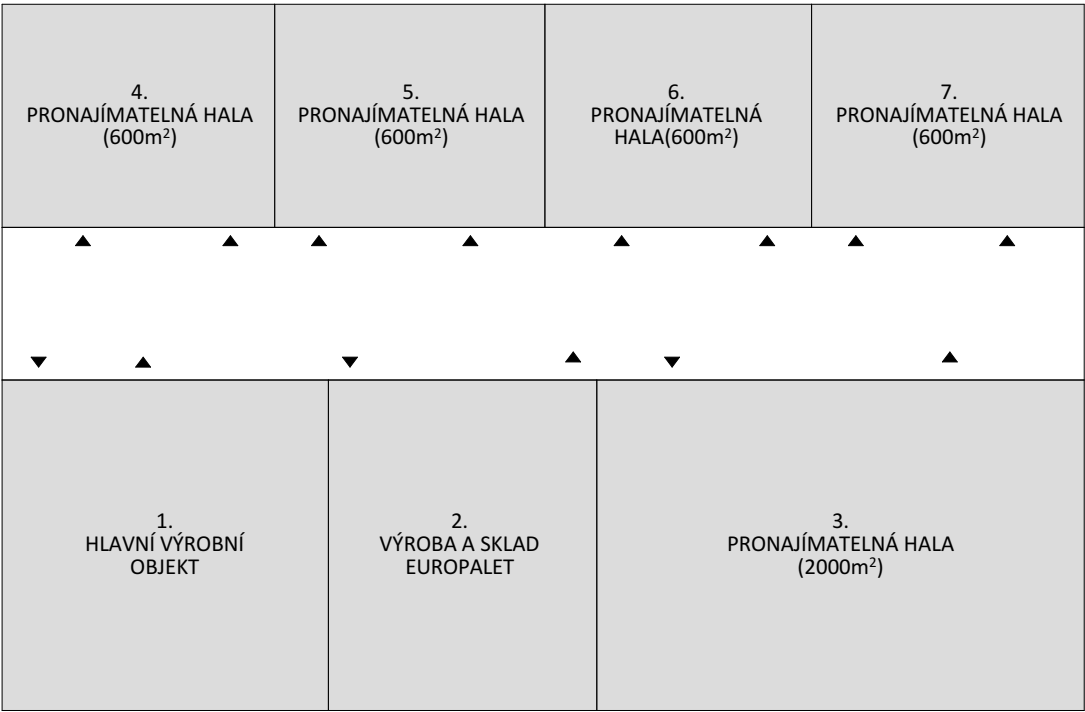 4.
PRONAJÍMATELNÁ HALA
(600m²)
5.
PRONAJÍMATELNÁ HALA
(600m²)
6.
PRONAJÍMATELNÁ
HALA(600m²)
7.
PRONAJÍMATELNÁ HALA
(600m²)
1.
HLAVNÍ VÝROBNÍ
OBJEKT
2.
VÝROBA A SKLAD
EUROPALET
3.
PRONAJÍMATELNÁ HALA
(2000m²)